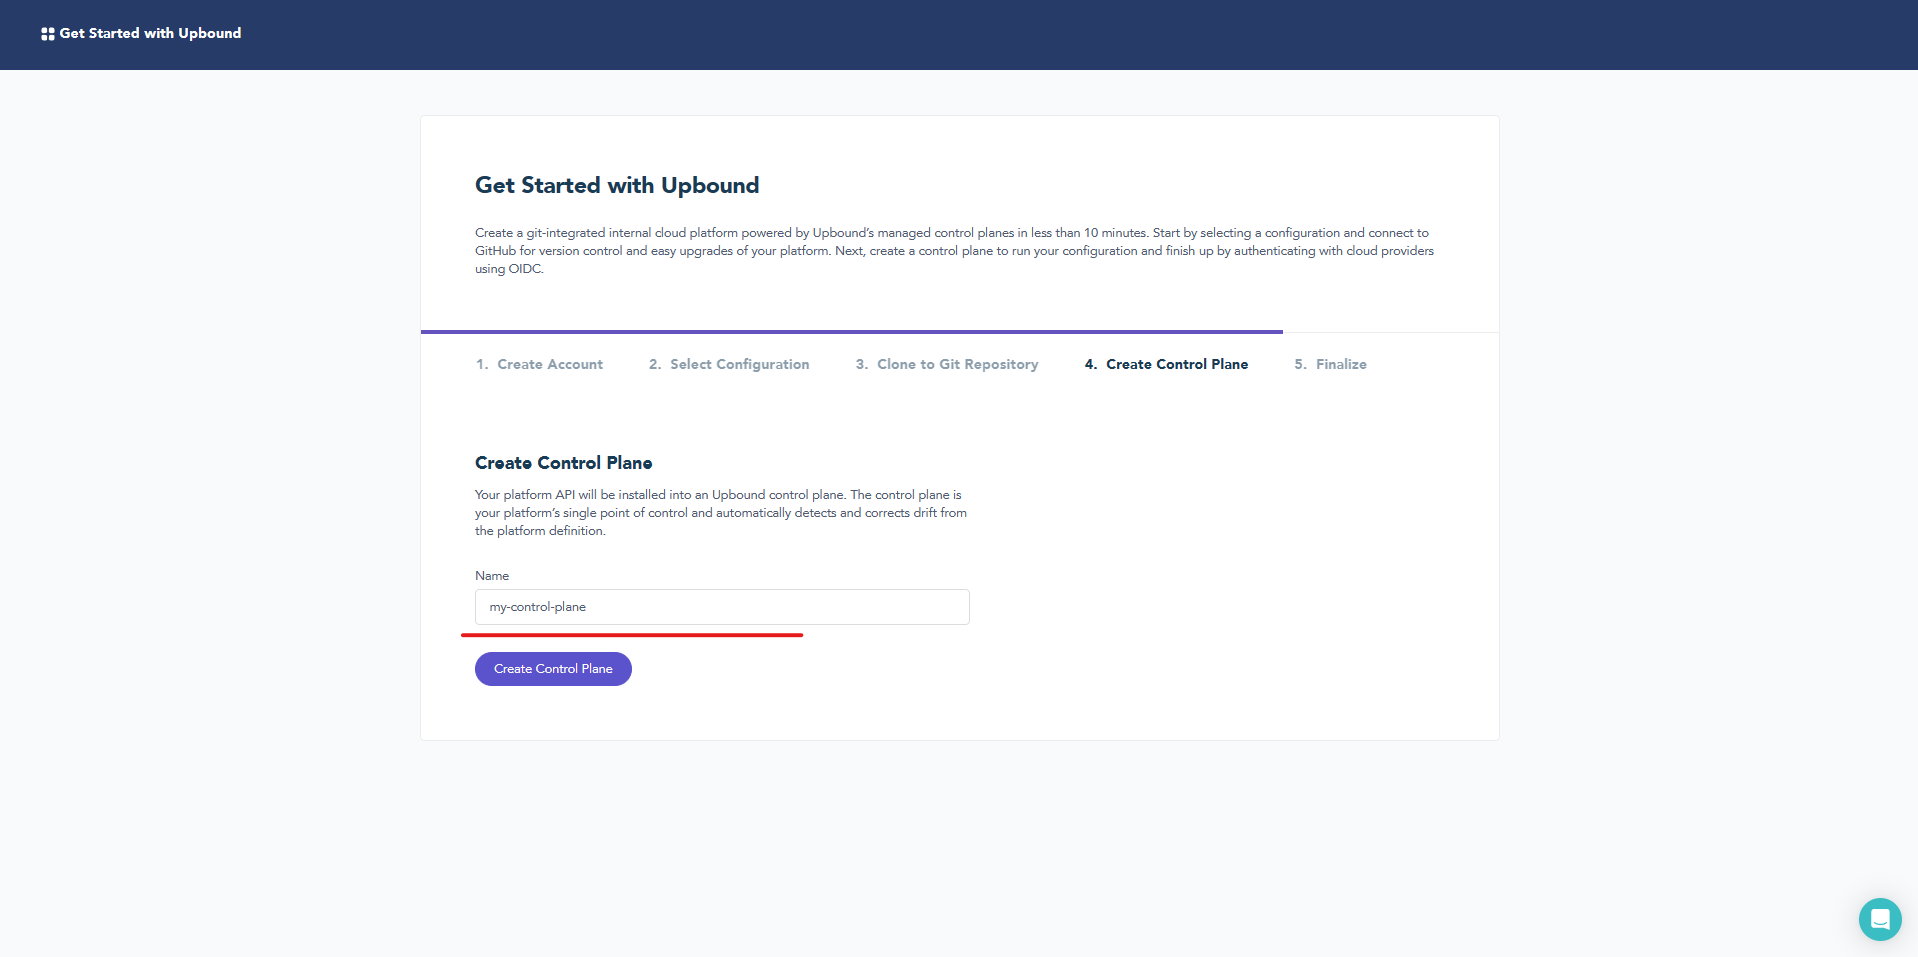 Get Started with Upbound
Get Started with Upbound
Create a git-integrated internal cloud platform powered by Upbound’s managed control planes in less than 10 minutes. Start by selecting a configuration and connect to
GitHub for version control and easy upgrades of your platform. Next, create a control plane to run your configuration and finish up by authenticating with cloud providers
using OIDC.
1. Create Account 2. Select Configuration 3. Clone to Git Repository 4. Create Control Plane 5. Finalize
Create Control Plane
Your platform API will be installed into an Upbound control plane. The control plane is
your platform’s single point of control and automatically detects and corrects drift from
the platform definition.
Name
my-control-plane
Create Control Plane